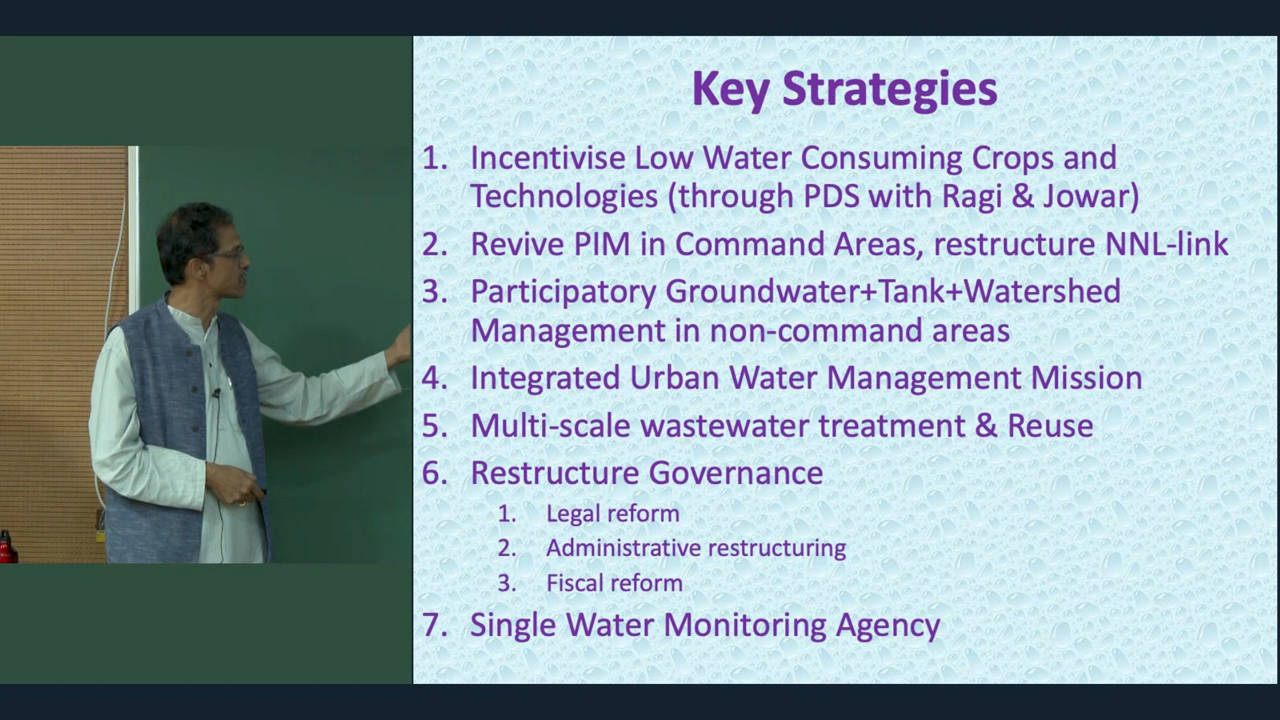 Key Strategies
1. Incentivise Low Water Consuming Crops and
Technologies (through PDS with Ragi & Jowar)
2. Revive PIM in Command Areas, restructure NNL-link
3. Participatory Groundwater+Tank+Watershed
Management in non-command areas
4. Integrated Urban Water Management Mission
5. Multi-scale wastewater treatment & Reuse
6. Restructure Governance
1. Legal reform
2. Administrative restructuring
3. Fiscal reform
7. Single Water Monitoring Agency